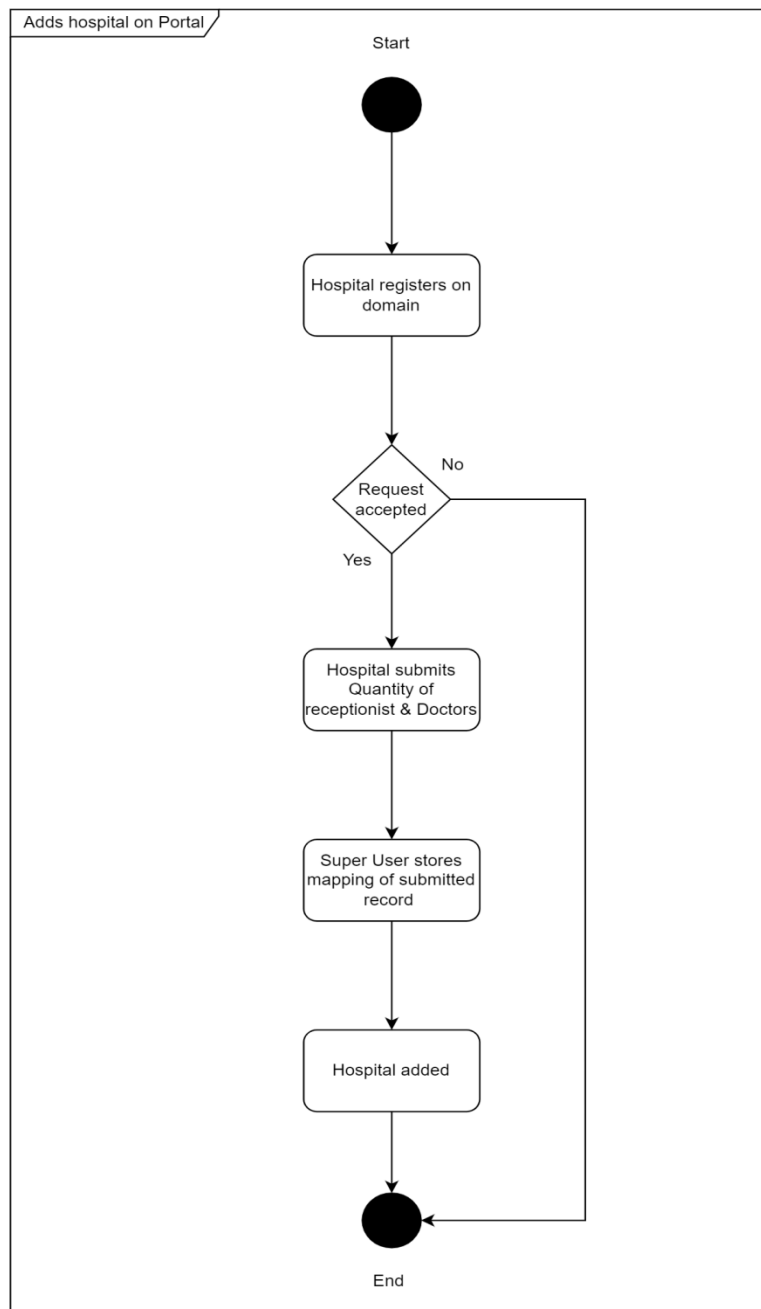 Adds hospital on Portal
Start
Hospital registers on
domain
No
Request
accepted
Yes
Hospital submits
Quantity of
receptionist & Doctors
Super User stores
mapping of submitted
record
Hospital added
End